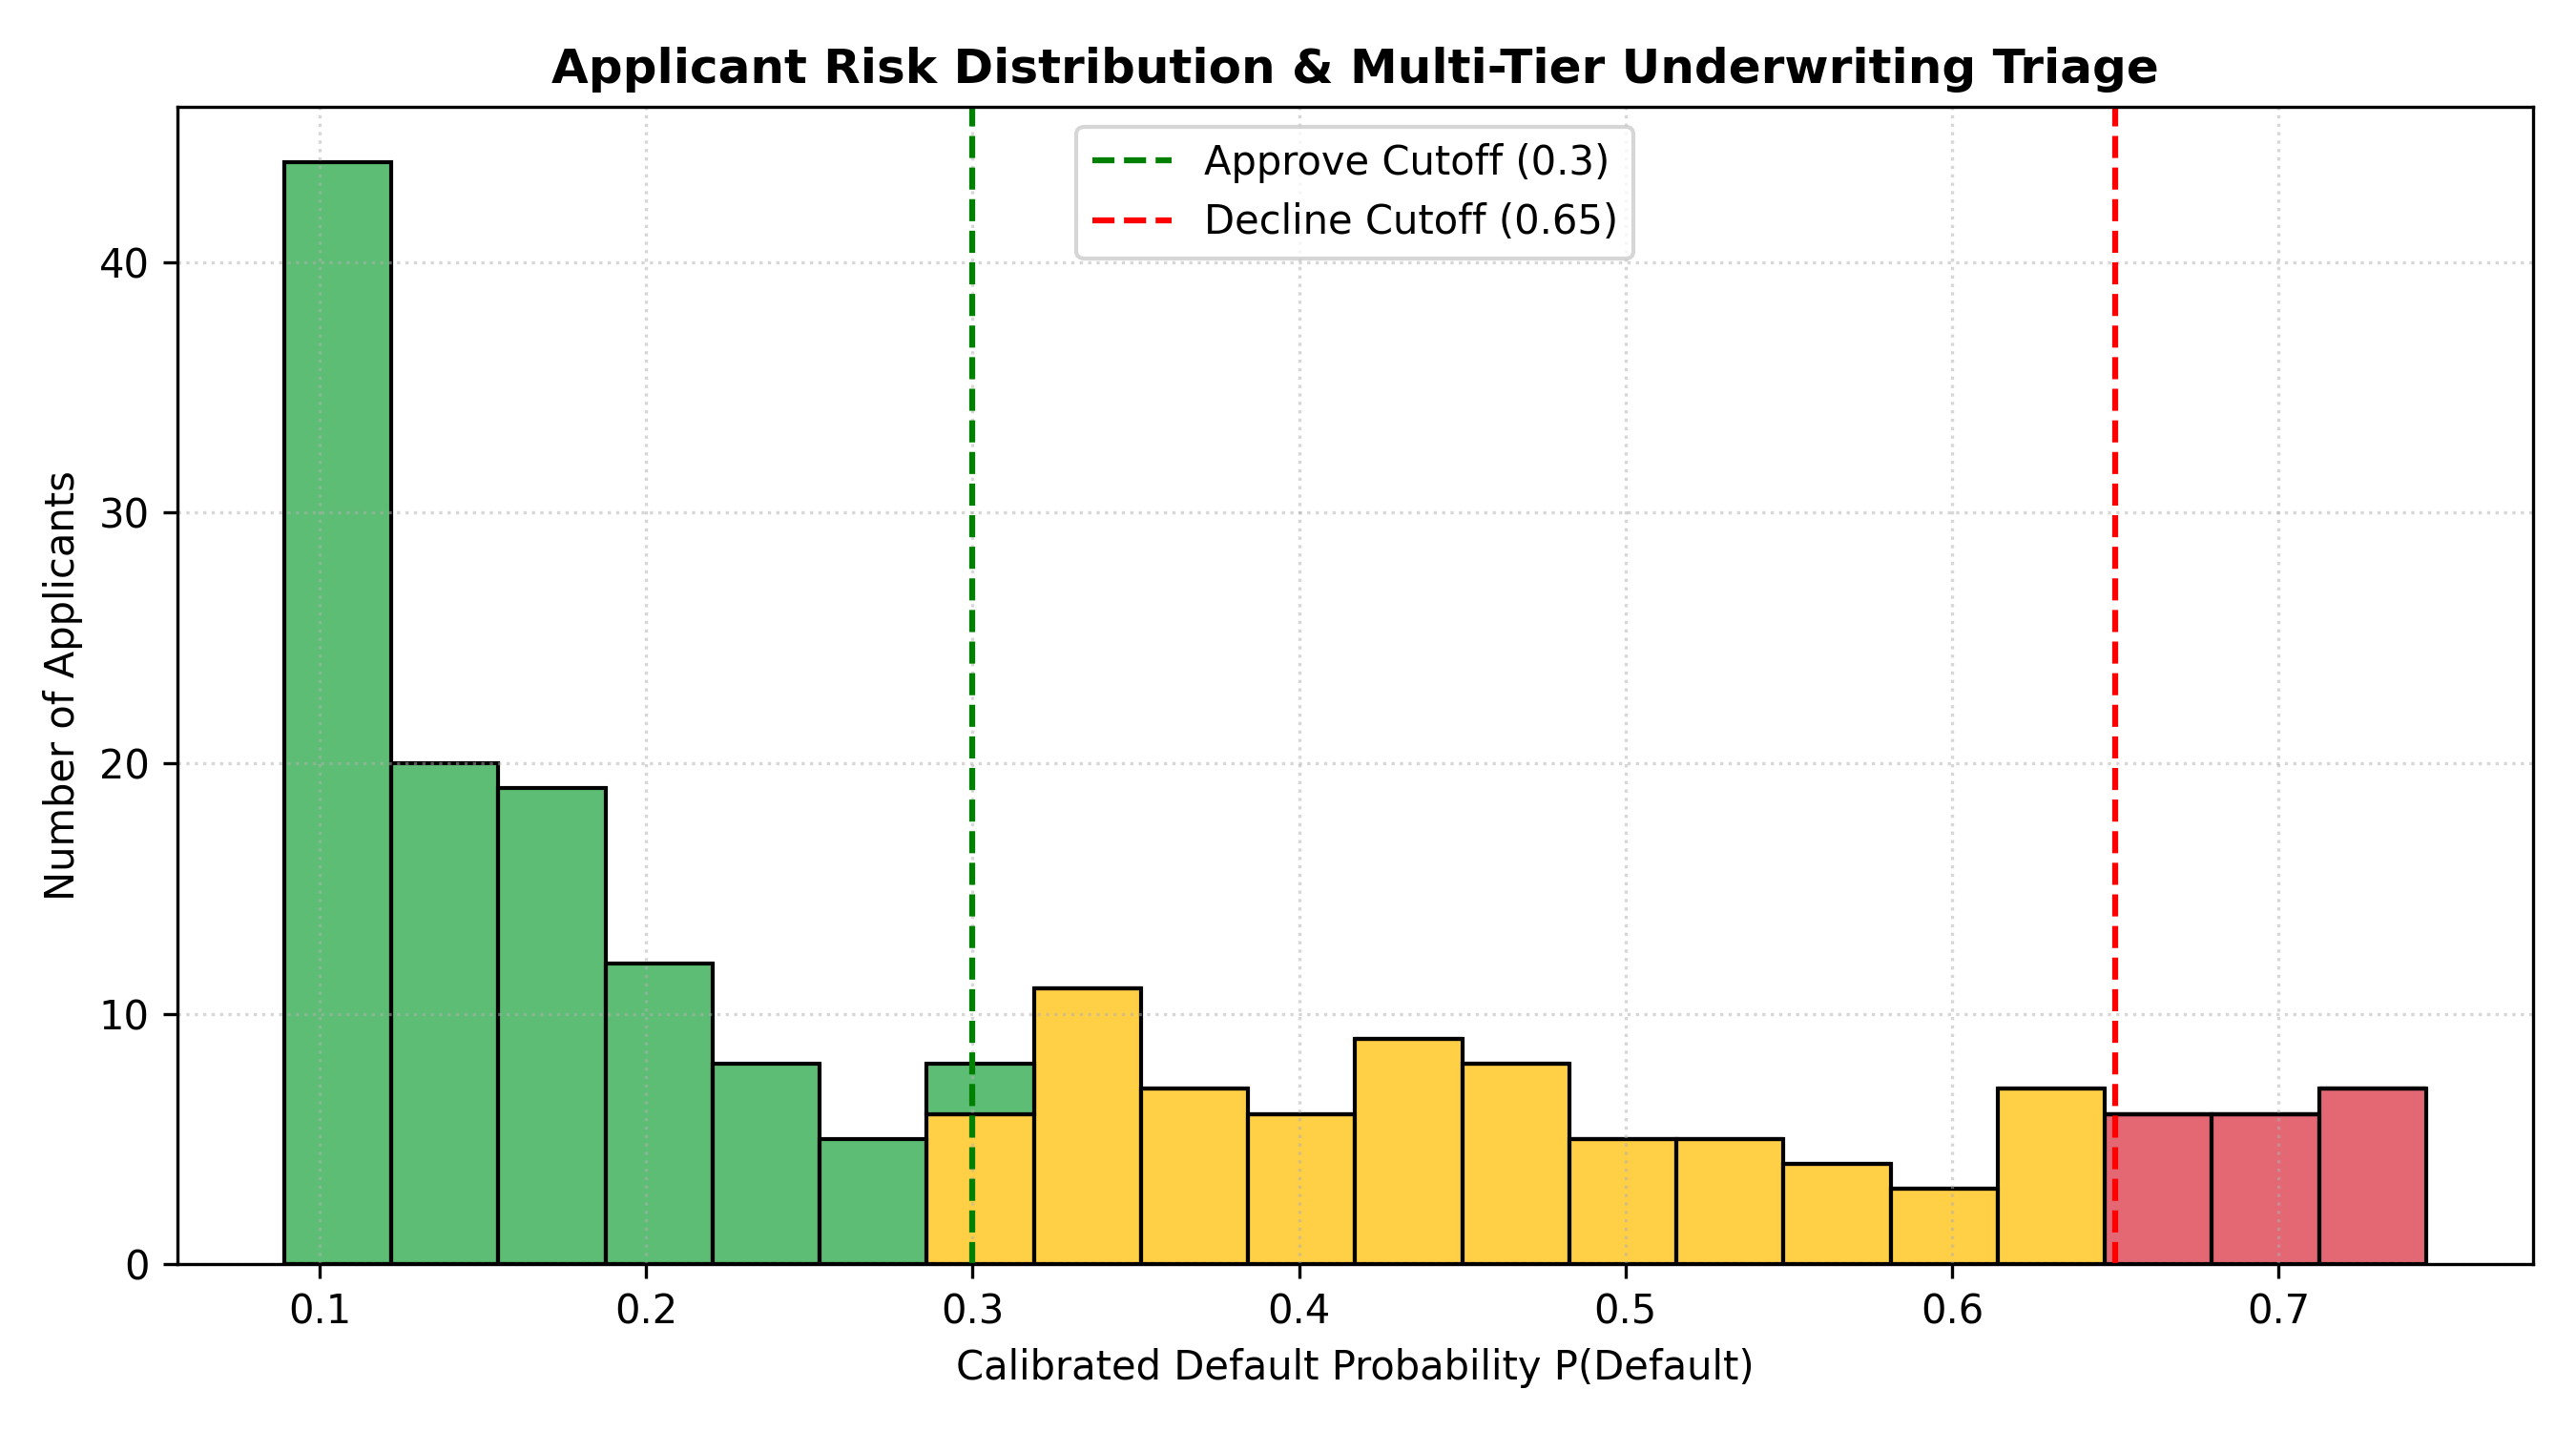 Applicant Risk Distribution & Multi-Tier Underwriting Triage
Approve Cutoff (0.3)
Decline Cutoff (0.65)
Number of Applicants
40
30
20
10
0
0.1 0.2 0.3 0.4 0.5 0.6 0.7
Calibrated Default Probability P(Default)